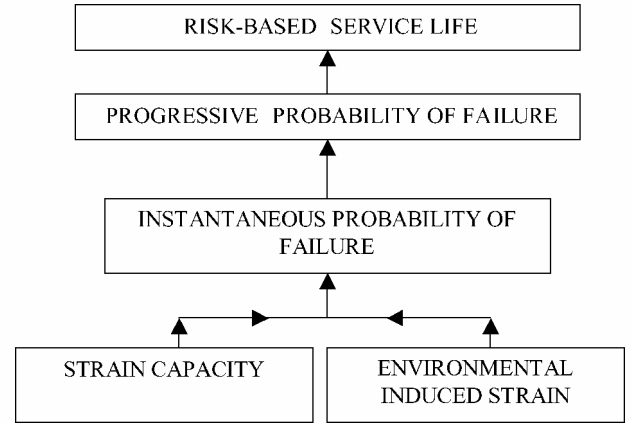 RISK-BASED SERVICE LIFE
PROGRESSIVE PROBABILITY OF FAILURE
INSTANTANEOUS PROBABILITY OF
FAILURE
STRAIN CAPACITY
ENVIRONMENTAL
INDUCED STRAIN